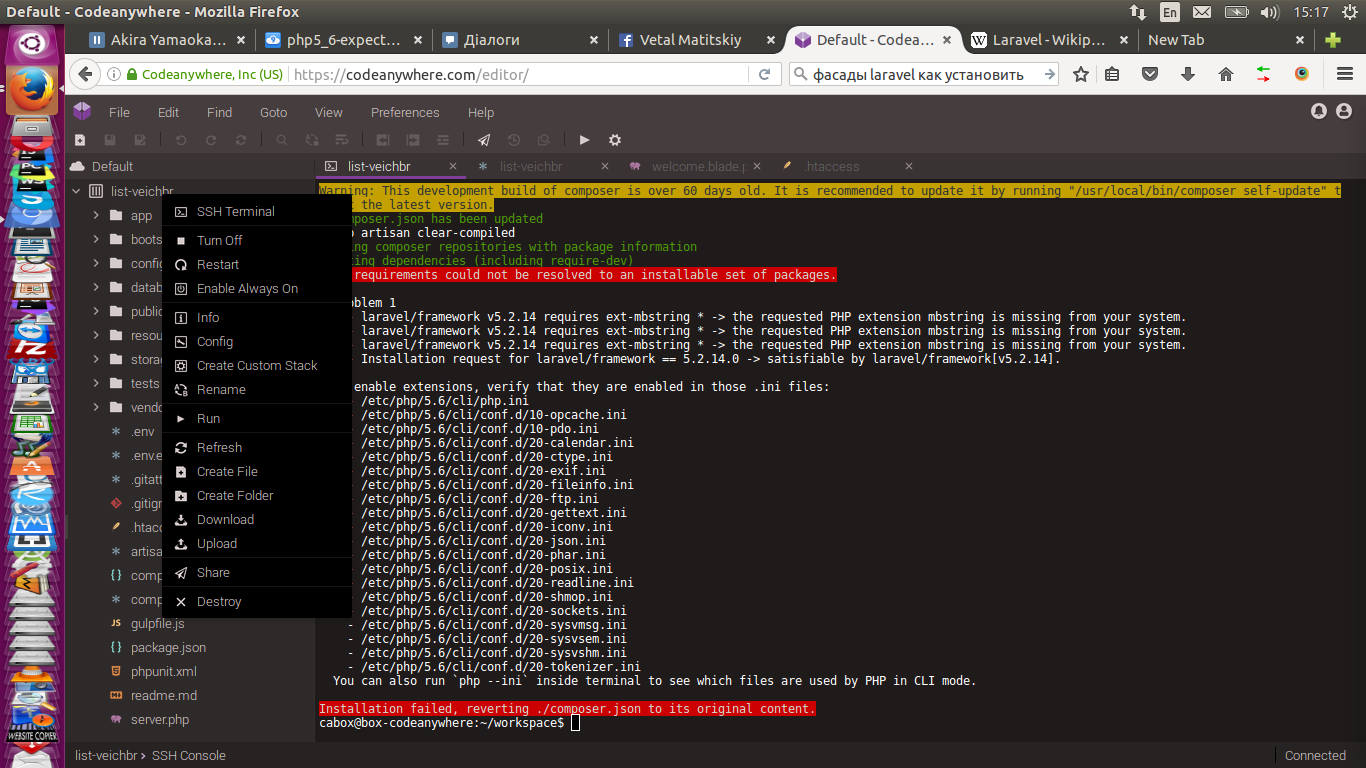 Default - Codeanywhere - Mozilla Firefox
En
15:17
Akira Yamaoka...
php5_6-expect...
Діалоги
Vetal Matitskiy
Default - Codea...
Laravel - Wikip...
New Tab
Codeanywhere, Inc (US)
https://codeanywhere.com/editor/
фасады laravel как установить
File
Edit
Find
Goto
View
Preferences
Help
Default
list-veichbr
list-veichbr
welcome.blade.p
.htaccess
list-veichbr
app
boots
config
datab
public
resou
storag
tests
vendo
.env
.env.e
.gitatt
.gitign
.htacc
artisa
comp
comp
gulpfile.js
package.json
phpunit.xml
readme.md
server.php
SSH Terminal
Turn Off
Restart
Enable Always On
Info
Config
Create Custom Stack
Rename
Run
Refresh
Create File
Create Folder
Download
Upload
Share
Destroy
Warning: This development build of composer is over 60 days old. It is recommended to update it by running "/usr/local/bin/composer self-update" t
t the latest version.
mposer.json has been updated
p artisan clear-compiled
ing composer repositories with package information
ting dependencies (including require-dev)
requirements could not be resolved to an installable set of packages.
oblem 1
- laravel/framework v5.2.14 requires ext-mbstring * -> the requested PHP extension mbstring is missing from your system.
- laravel/framework v5.2.14 requires ext-mbstring * -> the requested PHP extension mbstring is missing from your system.
- laravel/framework v5.2.14 requires ext-mbstring * -> the requested PHP extension mbstring is missing from your system.
- Installation request for laravel/framework == 5.2.14.0 -> satisfiable by laravel/framework[v5.2.14].
enable extensions, verify that they are enabled in those .ini files:
- /etc/php/5.6/cli/php.ini
- /etc/php/5.6/cli/conf.d/10-opcache.ini
- /etc/php/5.6/cli/conf.d/10-pdo.ini
- /etc/php/5.6/cli/conf.d/20-calendar.ini
- /etc/php/5.6/cli/conf.d/20-ctype.ini
- /etc/php/5.6/cli/conf.d/20-exif.ini
- /etc/php/5.6/cli/conf.d/20-fileinfo.ini
- /etc/php/5.6/cli/conf.d/20-ftp.ini
- /etc/php/5.6/cli/conf.d/20-gettext.ini
- /etc/php/5.6/cli/conf.d/20-iconv.ini
- /etc/php/5.6/cli/conf.d/20-json.ini
- /etc/php/5.6/cli/conf.d/20-phar.ini
- /etc/php/5.6/cli/conf.d/20-posix.ini
- /etc/php/5.6/cli/conf.d/20-readline.ini
- /etc/php/5.6/cli/conf.d/20-shmop.ini
- /etc/php/5.6/cli/conf.d/20-sockets.ini
- /etc/php/5.6/cli/conf.d/20-sysvmsg.ini
- /etc/php/5.6/cli/conf.d/20-sysvsem.ini
- /etc/php/5.6/cli/conf.d/20-sysvshm.ini
- /etc/php/5.6/cli/conf.d/20-tokenizer.ini
You can also run `php --ini` inside terminal to see which files are used by PHP in CLI mode.
Installation failed, reverting ./composer.json to its original content.
cabox@box-codeanywhere:~/workspace$
WEBSITE COPIER
list-veichbr > SSH Console
Connected